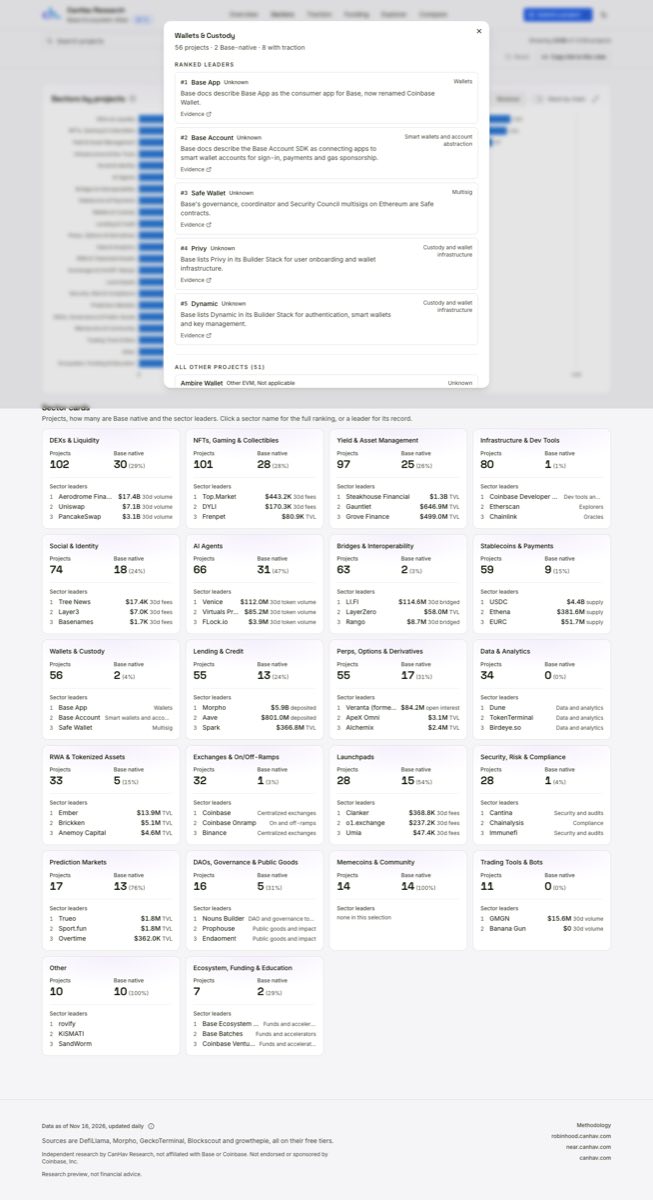 Wallets & Custody
56 projects · 2 Base-native · 8 with traction
RANKED LEADERS
#1 Base App Unknown Wallets
Base docs describe Base App as the consumer app for Base, now renamed Coinbase
Wallet.
Evidence
#2 Base Account Unknown Smart wallets and account
abstraction
Base docs describe the Base Account SDK as connecting apps to
smart wallet accounts for sign-in, payments and gas sponsorship.
Evidence
#3 Safe Wallet Unknown Multisig
Base's governance, coordinator and Security Council multisigs on Ethereum are Safe
contracts.
Evidence
#4 Privy Unknown Custody and wallet
infrastructure
Base lists Privy in its Builder Stack for user onboarding and wallet
infrastructure.
Evidence
#5 Dynamic Unknown Custody and wallet
infrastructure
Base lists Dynamic in its Builder Stack for authentication, smart wallets
and key management.
Evidence
ALL OTHER PROJECTS (51)
Ambire Wallet Other EVM, Not applicable Unknown
Sector cards
Projects, how many are Base native and the sector leaders. Click a sector name for the full ranking, or a leader for its record.
DEXs & Liquidity
Projects Base native
102 30 (29%)
Sector leaders
1 Aerodrome Fina... $17.4B 30d volume
2 Uniswap $7.1B 30d volume
3 PancakeSwap $3.1B 30d volume
NFTs, Gaming & Collectibles
Projects Base native
101 28 (28%)
Sector leaders
1 Top.Market $443.2K 30d fees
2 DYLI $170.3K 30d fees
3 Frenpet $80.9K TVL
Yield & Asset Management
Projects Base native
97 25 (26%)
Sector leaders
1 Steakhouse Financial $1.3B TVL
2 Gauntlet $646.9M TVL
3 Grove Finance $499.0M TVL
Infrastructure & Dev Tools
Projects Base native
80 1 (1%)
Sector leaders
1 Coinbase Developer ... Dev tools an...
2 Etherscan Explorers
3 Chainlink Oracles
Social & Identity
Projects Base native
74 18 (24%)
Sector leaders
1 Tree News $17.4K 30d fees
2 Layer3 $7.0K 30d fees
3 Basenames $1.7K 30d fees
AI Agents
Projects Base native
66 31 (47%)
Sector leaders
1 Venice $112.0M 30d token volume
2 Virtuals Pr... $85.2M 30d token volume
3 FLock.io $3.9M 30d token volume
Bridges & Interoperability
Projects Base native
63 2 (3%)
Sector leaders
1 LI.FI $114.6M 30d bridged
2 LayerZero $58.0M TVL
3 Rango $8.7M 30d bridged
Stablecoins & Payments
Projects Base native
59 9 (15%)
Sector leaders
1 USDC $4.4B supply
2 Ethena $381.6M supply
3 EURC $51.7M supply
Wallets & Custody
Projects Base native
56 2 (4%)
Sector leaders
1 Base App Wallets
2 Base Account Smart wallets and acco...
3 Safe Wallet Multisig
Lending & Credit
Projects Base native
55 13 (24%)
Sector leaders
1 Morpho $5.9B deposited
2 Aave $801.0M deposited
3 Spark $366.8M TVL
Perps, Options & Derivatives
Projects Base native
55 17 (31%)
Sector leaders
1 Veranta (forme... $84.2M open interest
2 ApeX Omni $3.1M TVL
3 Alchemix $2.4M TVL
Data & Analytics
Projects Base native
34 0 (0%)
Sector leaders
1 Dune Data and analytics
2 TokenTerminal Data and analytics
3 Birdeye.so Data and analytics
RWA & Tokenized Assets
Projects Base native
33 5 (15%)
Sector leaders
1 Ember $13.9M TVL
2 Brickken $5.1M TVL
3 Anemoy Capital $4.6M TVL
Exchanges & On/Off-Ramps
Projects Base native
32 1 (3%)
Sector leaders
1 Coinbase Centralized exchanges
2 Coinbase Onramp On and off-ramps
3 Binance Centralized exchanges
Launchpads
Projects Base native
28 15 (54%)
Sector leaders
1 Clanker $368.8K 30d fees
2 o1.exchange $237.2K 30d fees
3 Umia $47.4K 30d fees
Security, Risk & Compliance
Projects Base native
28 1 (4%)
Sector leaders
1 Cantina Security and audits
2 Chainalysis Compliance
3 Immunefi Security and audits
Prediction Markets
Projects Base native
17 13 (76%)
Sector leaders
1 Trueo $1.8M TVL
2 Sport.fun $1.8M TVL
3 Overtime $362.0K TVL
DAOs, Governance & Public Goods
Projects Base native
16 5 (31%)
Sector leaders
1 Nouns Builder DAO and governance to...
2 Prophouse Public goods and impact
3 Endaoment Public goods and impact
Memecoins & Community
Projects Base native
14 14 (100%)
Sector leaders
none in this selection
Trading Tools & Bots
Projects Base native
11 0 (0%)
Sector leaders
1 GMGN $15.6M 30d volume
2 Banana Gun $0 30d volume
Other
Projects Base native
10 10 (100%)
Sector leaders
1 rovify
2 KiSMATI
3 SandWorm
Ecosystem, Funding & Education
Projects Base native
7 2 (29%)
Sector leaders
1 Base Ecosystem ... Funds and acceler...
2 Base Batches Funds and accelerators
3 Coinbase Ventu... Funds and accelerat...
Data as of Nov 16, 2026, updated daily
Sources are DefiLlama, Morpho, GeckoTerminal, Blockscout and growthepie, all on their free tiers.
Independent research by CanHav Research, not affiliated with Base or Coinbase. Not endorsed or sponsored by
Coinbase, Inc.
Research preview, not financial advice.
Methodology
robinhood.canhav.com
near.canhav.com
canhav.com